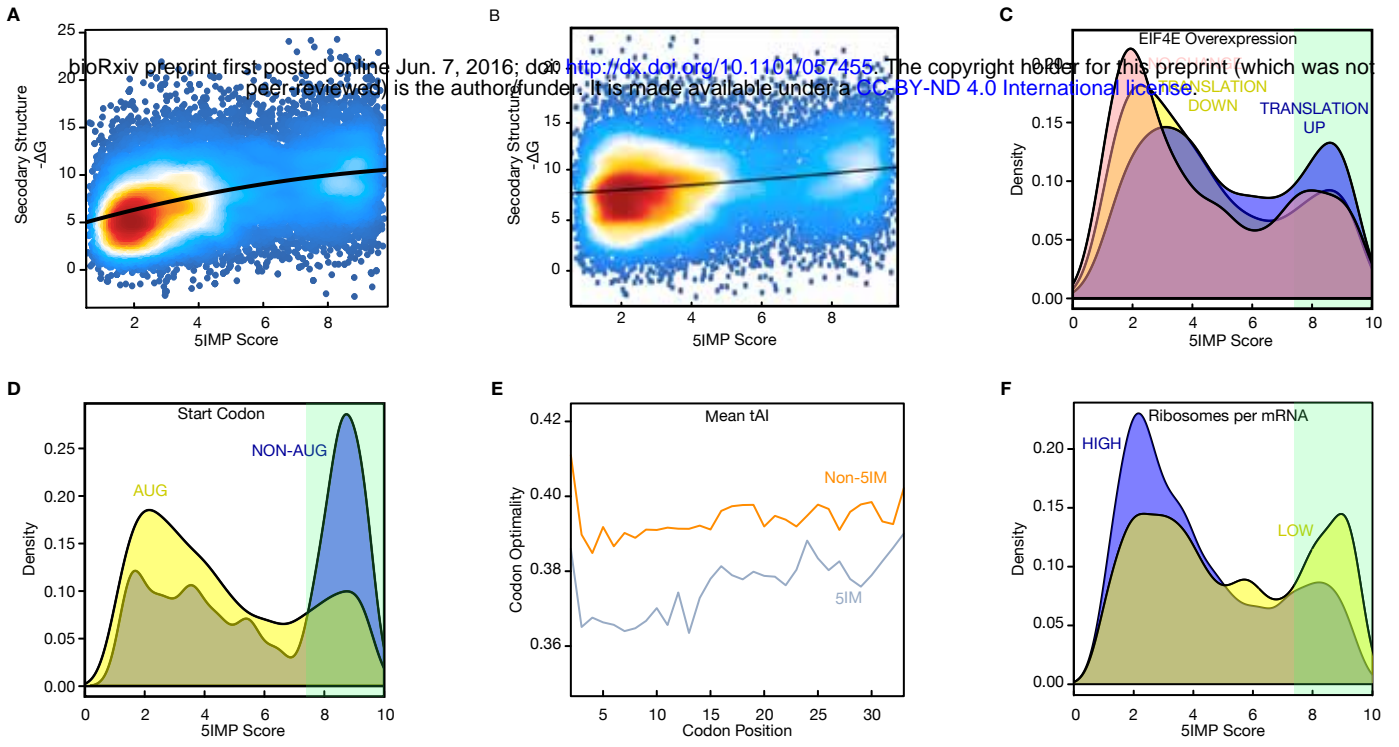 A
B
C
bioRxiv preprint first posted online Jun. 7, 2016; doi: http://dx.doi.org/10.1101/057455. The copyright holder for this preprint (which was not
peer-reviewed) is the author/funder. It is made available under a CC-BY-ND 4.0 International license.
25
20
15
10
5
0
Secodary Structure
-ΔG
2 4 6 8
5IMP Score
20
15
10
5
0
Secodary Structure
-ΔG
2 4 6 8
5IMP Score
EIF4E Overexpression
NO CHANGE
TRANSLATION
DOWN
TRANSLATION
UP
0.20
0.15
0.10
0.05
0.00
Density
0 2 4 6 8 10
5IMP Score
D
Start Codon
NON-AUG
AUG
0.25
0.20
0.15
0.10
0.05
0.00
Density
0 2 4 6 8 10
5IMP Score
E
Mean tAI
Non-5IM
5IM
0.42
0.40
0.38
0.36
Codon Optimality
5 10 15 20 25 30
Codon Position
F
Ribosomes per mRNA
HIGH
LOW
0.20
0.15
0.10
0.05
0.00
Density
0 2 4 6 8 10
5IMP Score